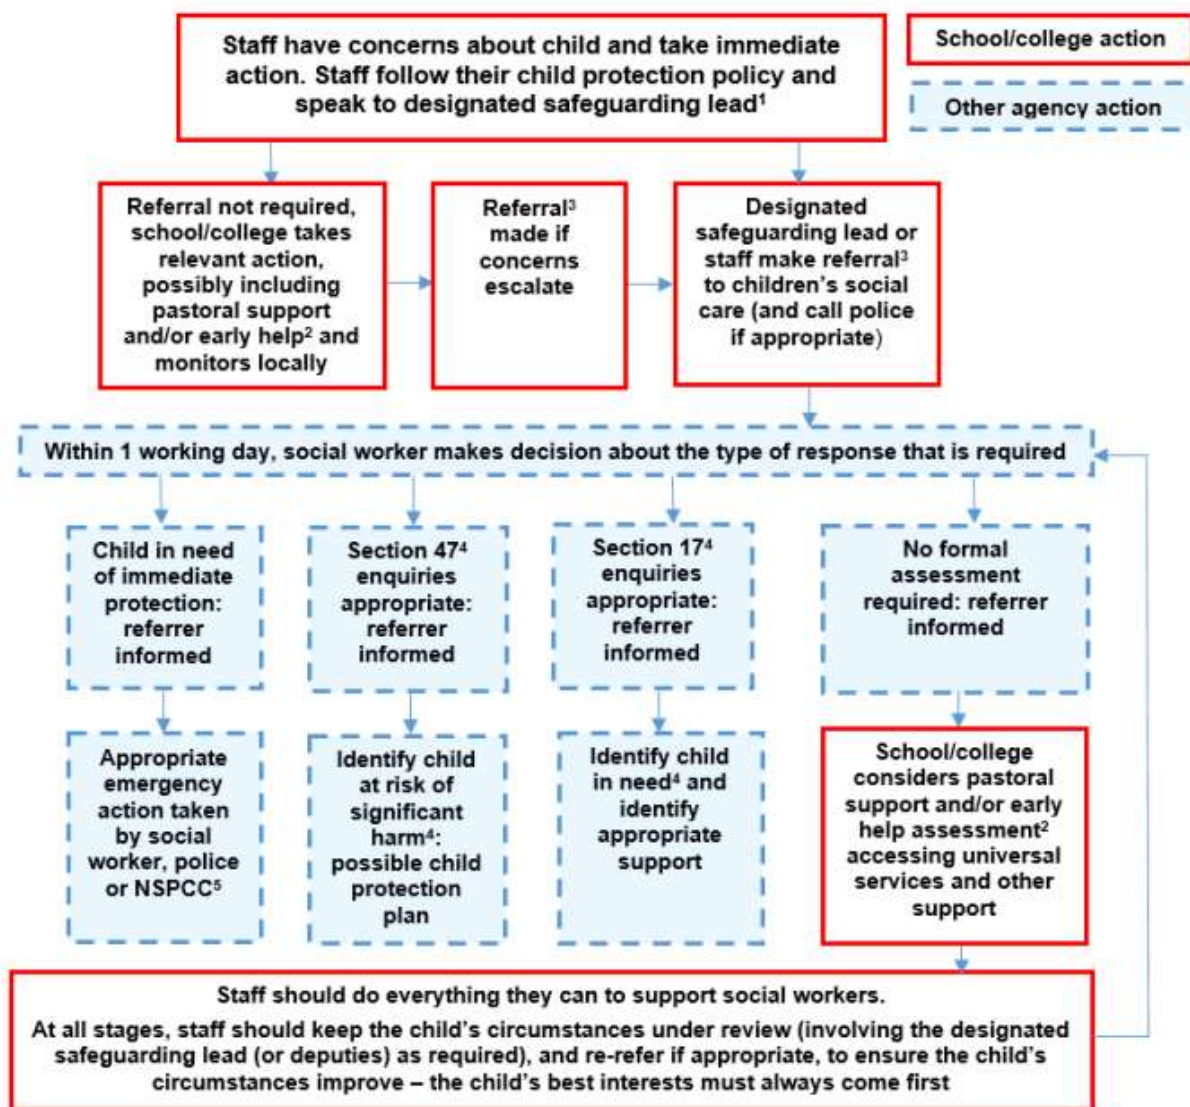 Staff have concerns about child and take immediate
action. Staff follow their child protection policy and
speak to designated safeguarding lead¹
School/college action
Other agency action
Referral not required,
school/college takes
relevant action,
possibly including
pastoral support
and/or early help² and
monitors locally
Referral³
made if
concerns
escalate
Designated
safeguarding lead or
staff make referral³
to children’s social
care (and call police
if appropriate)
Within 1 working day, social worker makes decision about the type of response that is required
Child in need
of immediate
protection:
referrer
informed
Section 47⁴
enquiries
appropriate:
referrer
informed
Section 17⁴
enquiries
appropriate:
referrer
informed
No formal
assessment
required: referrer
informed
Appropriate
emergency
action taken
by social
worker, police
or NSPCC⁵
Identify child
at risk of
significant
harm⁴:
possible child
protection
plan
Identify child
in need⁴ and
identify
appropriate
support
School/college
considers pastoral
support and/or early
help assessment²
accessing universal
services and other
support
Staff should do everything they can to support social workers.
At all stages, staff should keep the child’s circumstances under review (involving the designated
safeguarding lead (or deputies) as required), and re-refer if appropriate, to ensure the child’s
circumstances improve – the child’s best interests must always come first